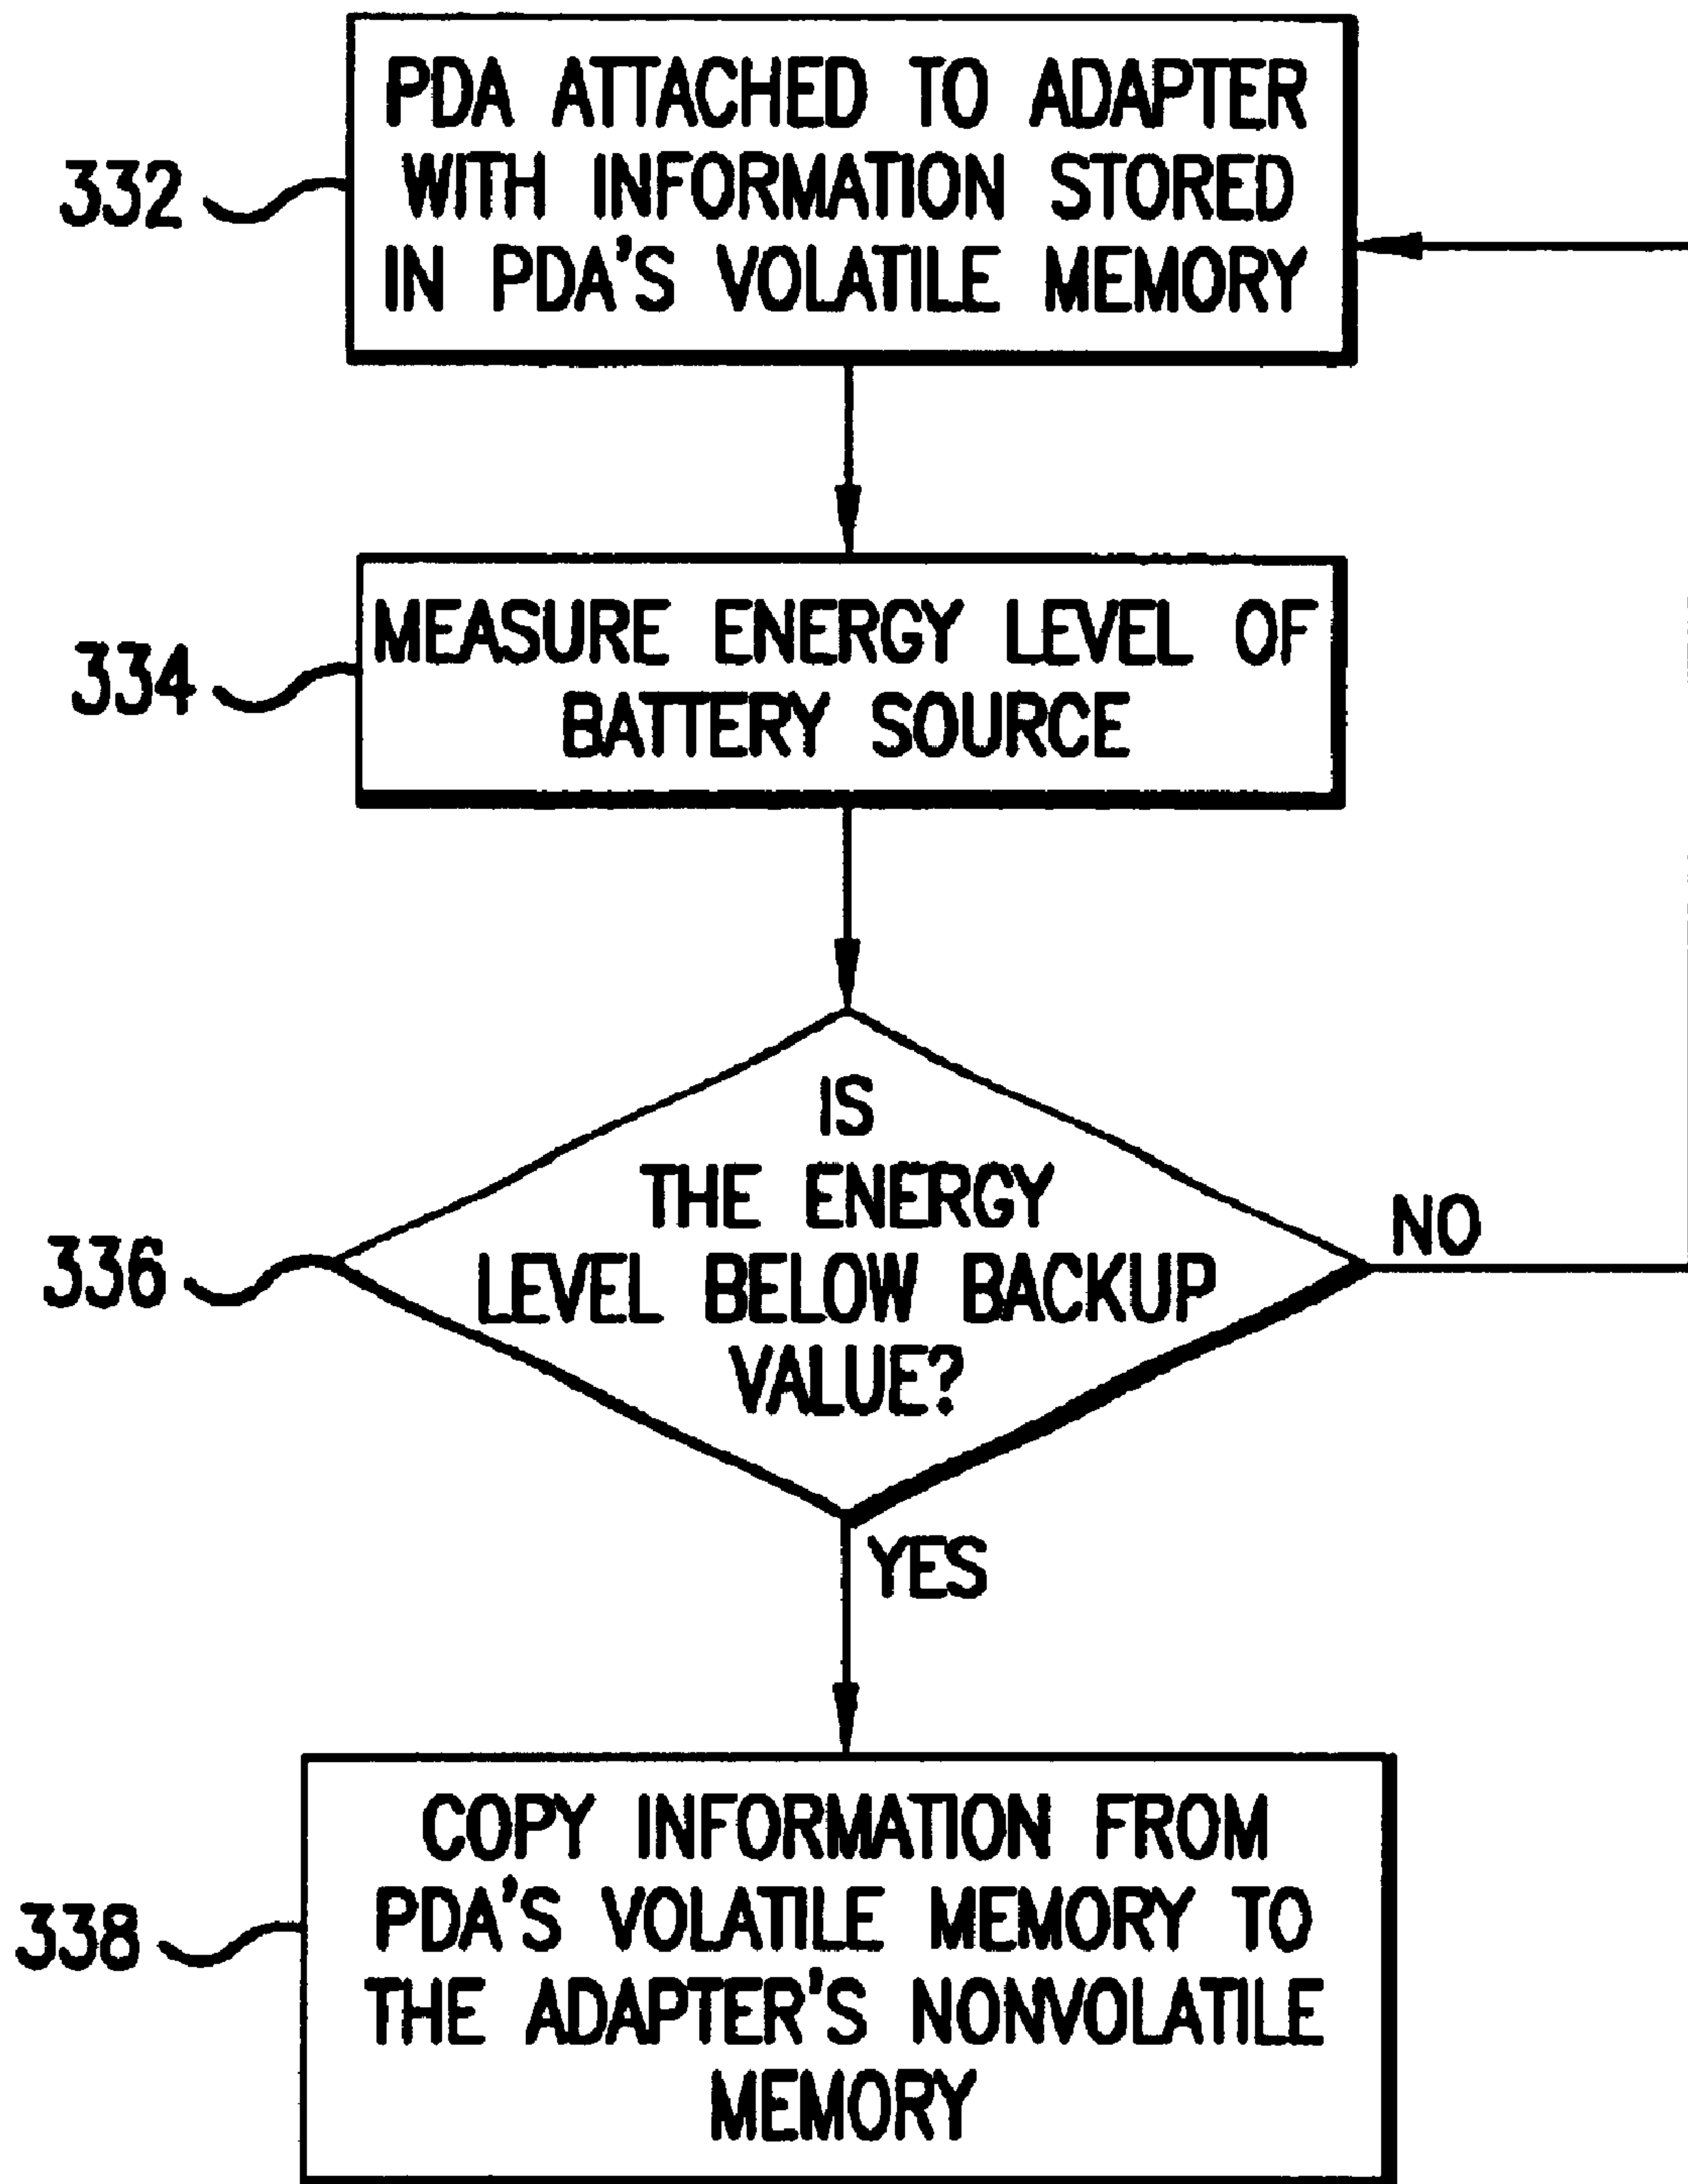 PDA ATTACHED TO ADAPTER
WITH INFORMATION STORED
IN PDA'S VOLATILE MEMORY
332
MEASURE ENERGY LEVEL OF
BATTERY SOURCE
334
IS
THE ENERGY
LEVEL BELOW BACKUP
VALUE?
336
NO
YES
COPY INFORMATION FROM
PDA'S VOLATILE MEMORY TO
THE ADAPTER'S NONVOLATILE
MEMORY
338